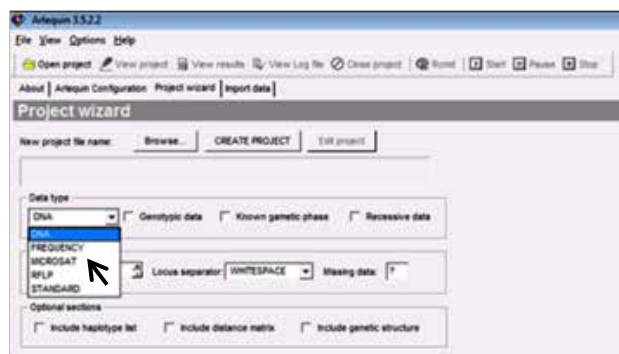 Arlequin 3.5.2.2
File View Options Help
Open project View project View results View Log file Close project Rcmd Start Pause Stop
About Arlequin Configuration Project wizard Import data
Project wizard
New project file name: Browse... CREATE PROJECT Edit project
Data type
DNA Genotypic data Known gametic phase Recessive data
DNA
FREQUENCY
MICROSAT
RFLP
STANDARD
Locus separator: WHITESPACE Missing data: ?
Optional sections
Include haplotype list Include distance matrix Include genetic structure